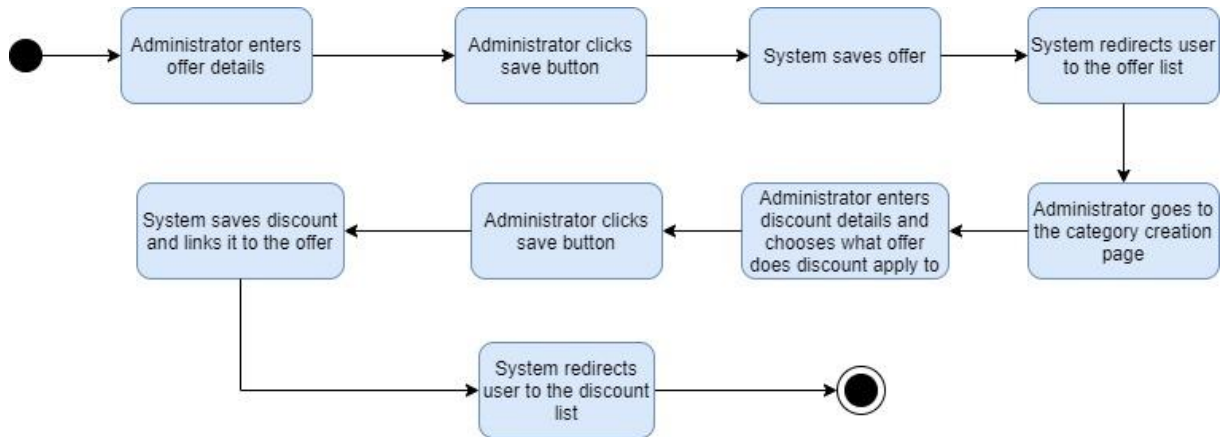 Administrator enters
offer details
Administrator clicks
save button
System saves offer
System redirects user
to the offer list
Administrator goes to
the category creation
page
Administrator enters
discount details and
chooses what offer
does discount apply to
Administrator clicks
save button
System saves discount
and links it to the offer
System redirects
user to the discount
list